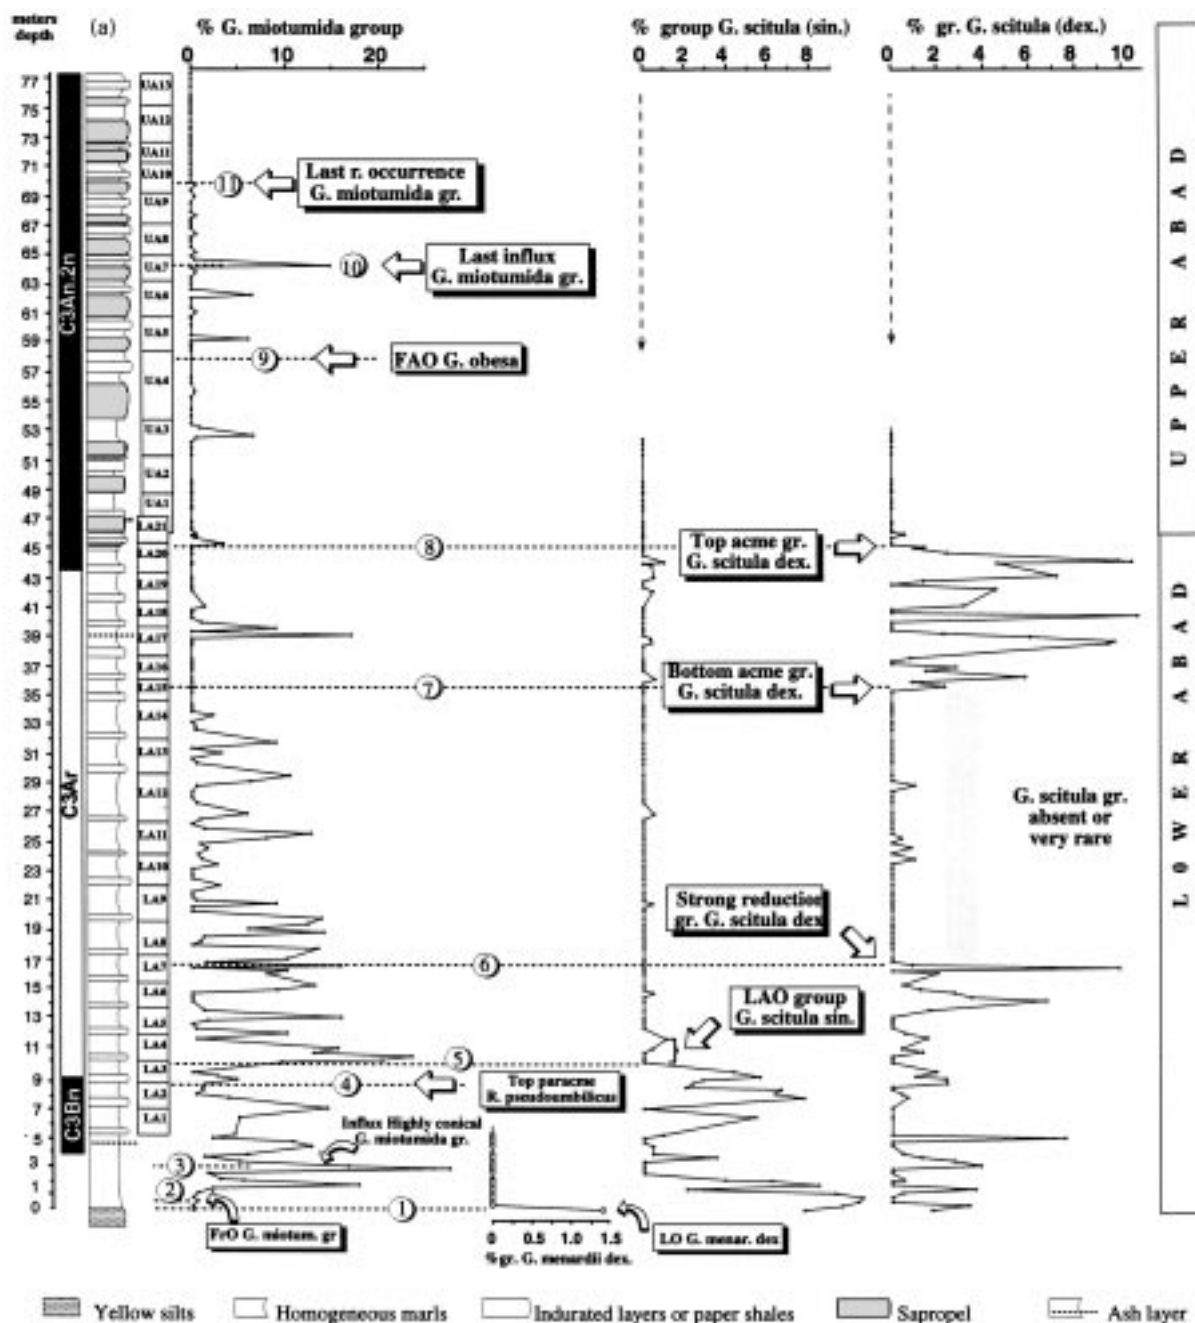 meters
depth
(a)
% G. miotumida group
% group G. scitula (sin.)
% gr. G. scitula (dex.)
0 10 20
0 2 4 6 8
0 2 4 6 8 10
77
75
73
71
69
67
65
63
61
59
57
55
53
51
49
47
45
43
41
39
37
35
33
31
29
27
25
23
21
19
17
15
13
11
9
7
5
3
1
0
C3An.2n
C3Ar
C3Bn
UA13
UA12
UA11
UA10
UA9
UA8
UA7
UA6
UA5
UA4
UA3
UA2
UA1
LA21
LA20
LA19
LA18
LA17
LA16
LA15
LA14
LA13
LA12
LA11
LA10
LA9
LA8
LA7
LA6
LA5
LA4
LA3
LA2
LA1
11
Last r. occurrence
G. miotumida gr.
10
Last influx
G. miotumida gr.
9
FAO G. obesa
8
Top acme gr.
G. scitula dex.
7
Bottom acme gr.
G. scitula dex.
G. scitula gr.
absent or
very rare
Strong reduction
gr. G. scitula dex
6
LAO group
G. scitula sin.
5
4
Top paracme
R. pseudoumbilicus
Influx Highly conical
G. miotumida gr.
3
2
1
FrO G. miotum. gr
0 0.5 1.0 1.5
% gr. G. menardii dex.
LO G. menar. dex
UPPER ABAD
LOWER ABAD
Yellow silts
Homogeneous marls
Indurated layers or paper shales
Sapropel
Ash layer